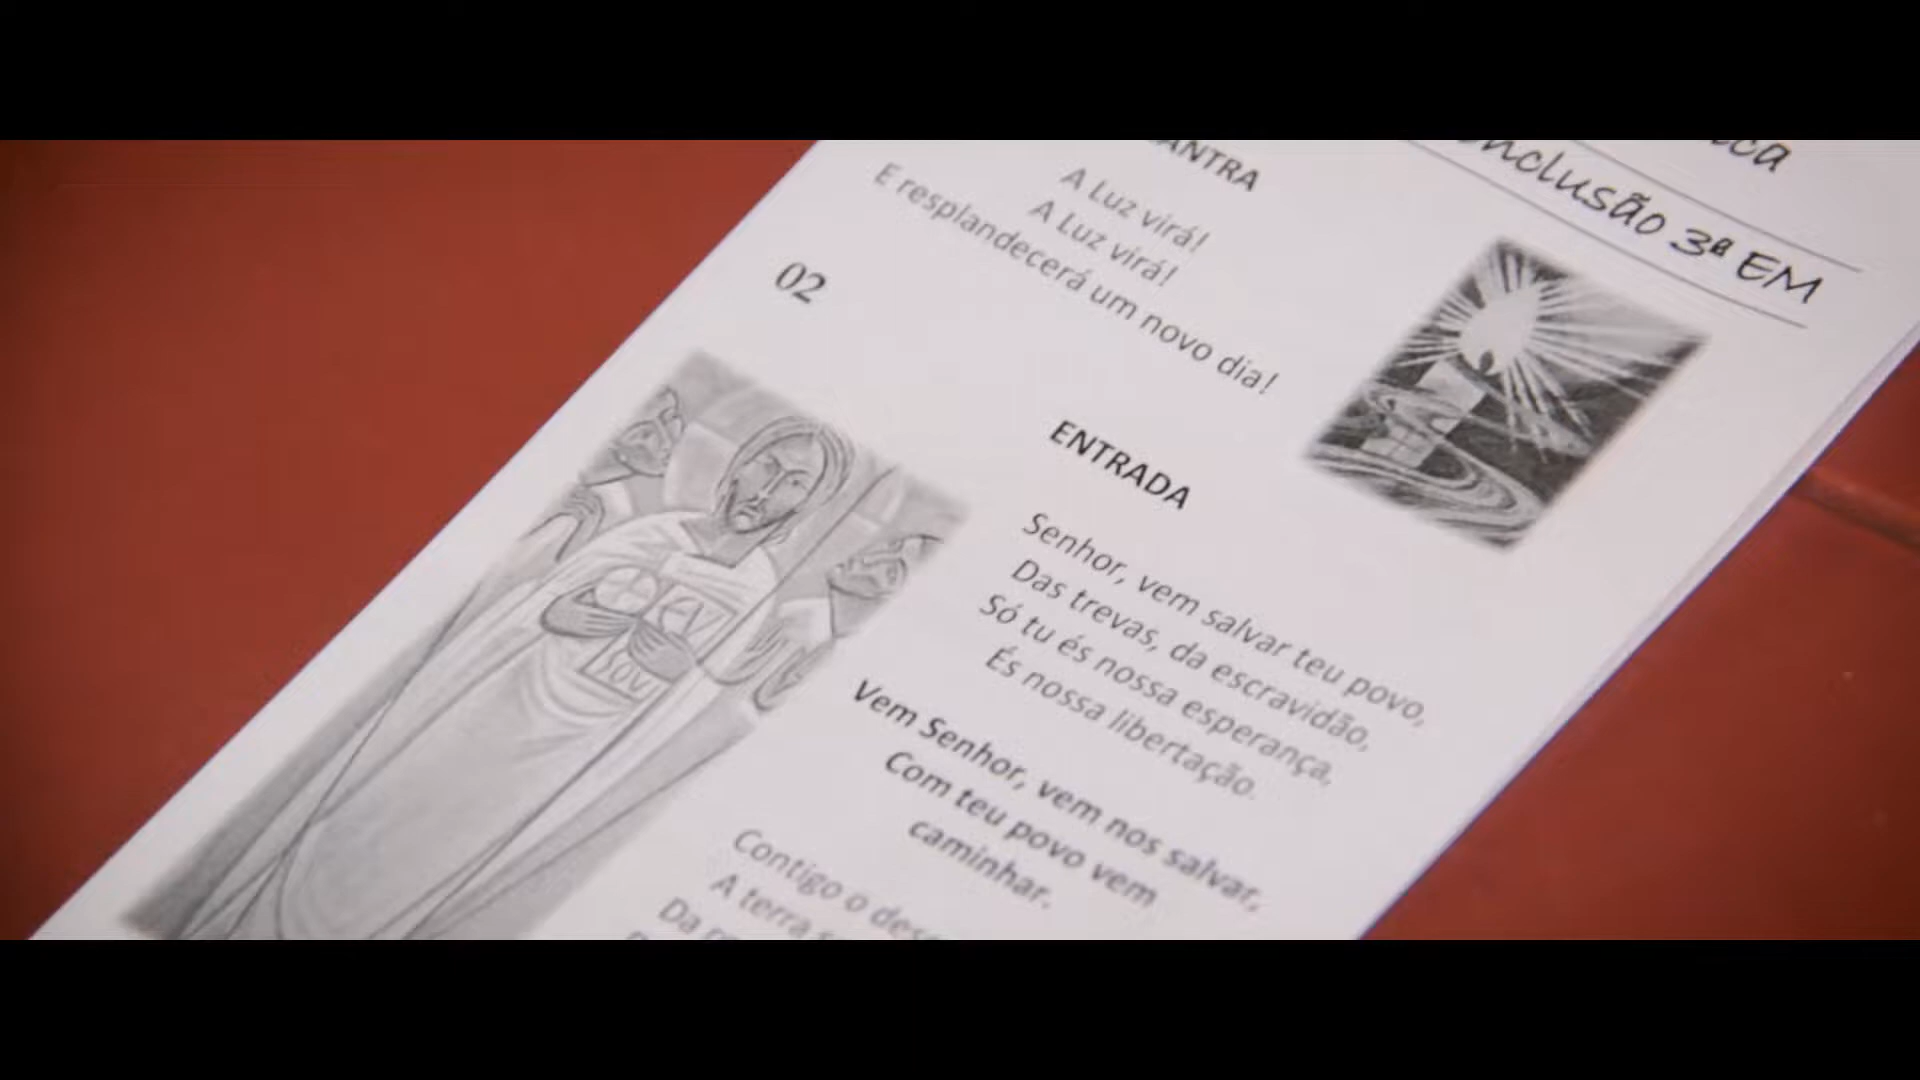 3ª EM
A Luz virá!
A Luz virá!
E resplandecerá um novo dia!
02
ENTRADA
Senhor, vem salvar teu povo,
Das trevas, da escravidão,
Só tu és nossa esperança,
És nossa libertação.
Vem Senhor, vem nos salvar,
Com teu povo vem
caminhar.
Contigo o
A terra
Da